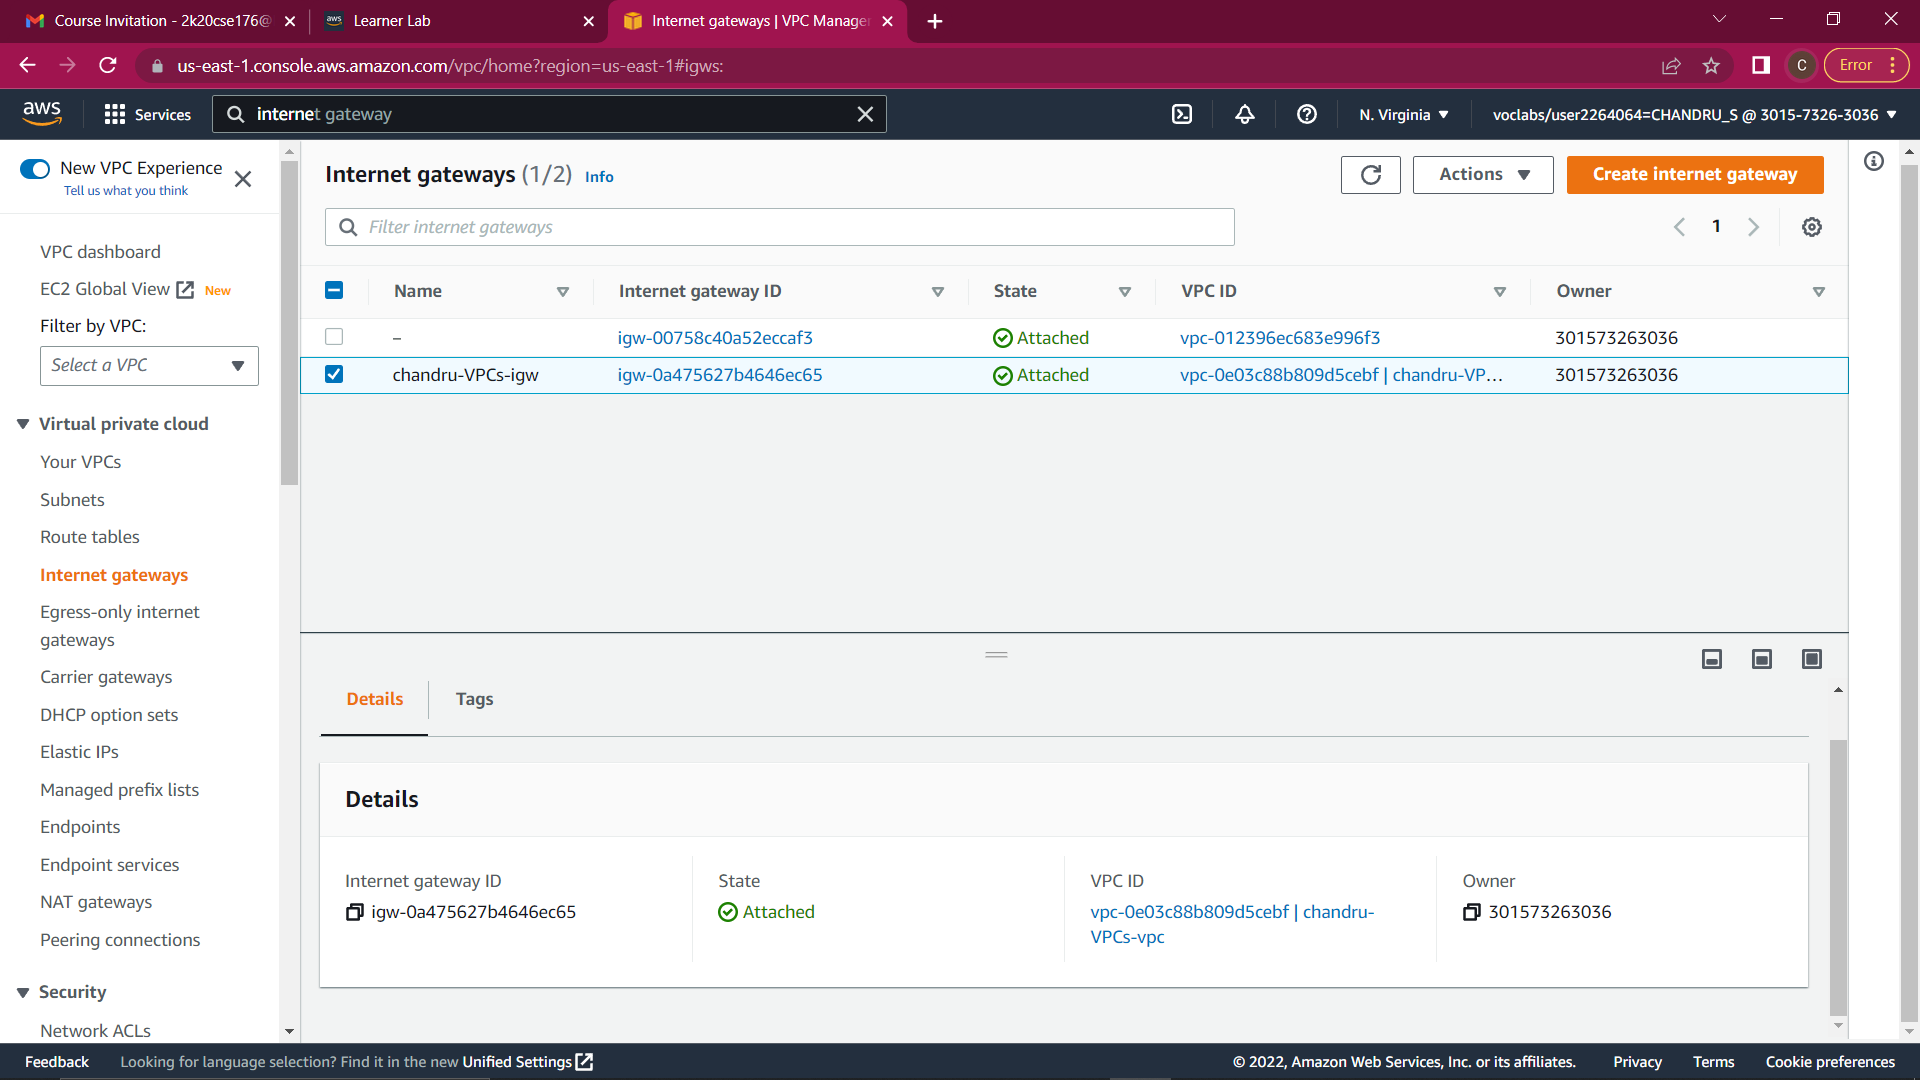 Course Invitation - 2k20cse176@
Learner Lab
Internet gateways | VPC Manage
us-east-1.console.aws.amazon.com/vpc/home?region=us-east-1#igws:
C
Error
aws
Services
internet gateway
N. Virginia
voclabs/user2264064=CHANDRU_S @ 3015-7326-3036
New VPC Experience
Tell us what you think
VPC dashboard
EC2 Global View New
Filter by VPC:
Select a VPC
Virtual private cloud
Your VPCs
Subnets
Route tables
Internet gateways
Egress-only internet
gateways
Carrier gateways
DHCP option sets
Elastic IPs
Managed prefix lists
Endpoints
Endpoint services
NAT gateways
Peering connections
Security
Network ACLs
Internet gateways (1/2) Info
Actions
Create internet gateway
Filter internet gateways
1
Name Internet gateway ID State VPC ID Owner
– igw-00758c40a52eccaf3 Attached vpc-012396ec683e996f3 301573263036
chandru-VPCs-igw igw-0a475627b4646ec65 Attached vpc-0e03c88b809d5cebf | chandru-VP... 301573263036
Details Tags
Details
Internet gateway ID
igw-0a475627b4646ec65
State
Attached
VPC ID
vpc-0e03c88b809d5cebf | chandru-
VPCs-vpc
Owner
301573263036
Feedback Looking for language selection? Find it in the new Unified Settings
© 2022, Amazon Web Services, Inc. or its affiliates. Privacy Terms Cookie preferences